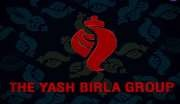 THE YASH BIRLA GROUP